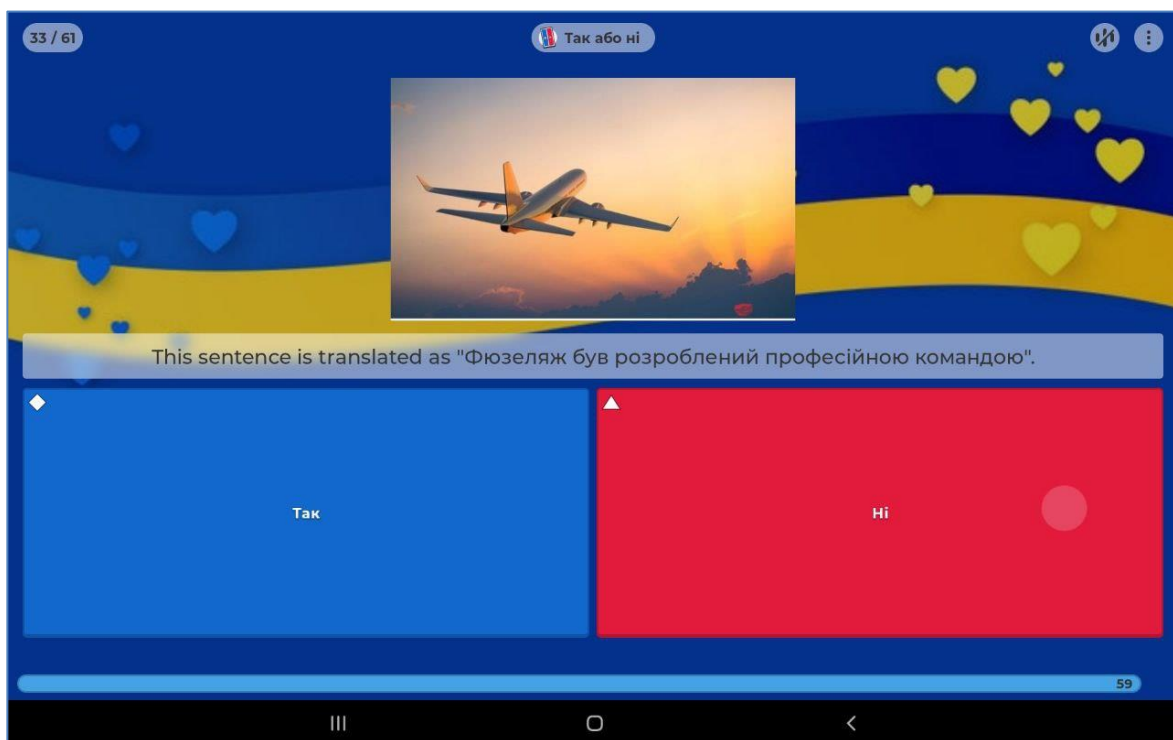 33 / 61
Так або ні
This sentence is translated as "Фюзеляж був розроблений професійною командою".
Так
Ні
59